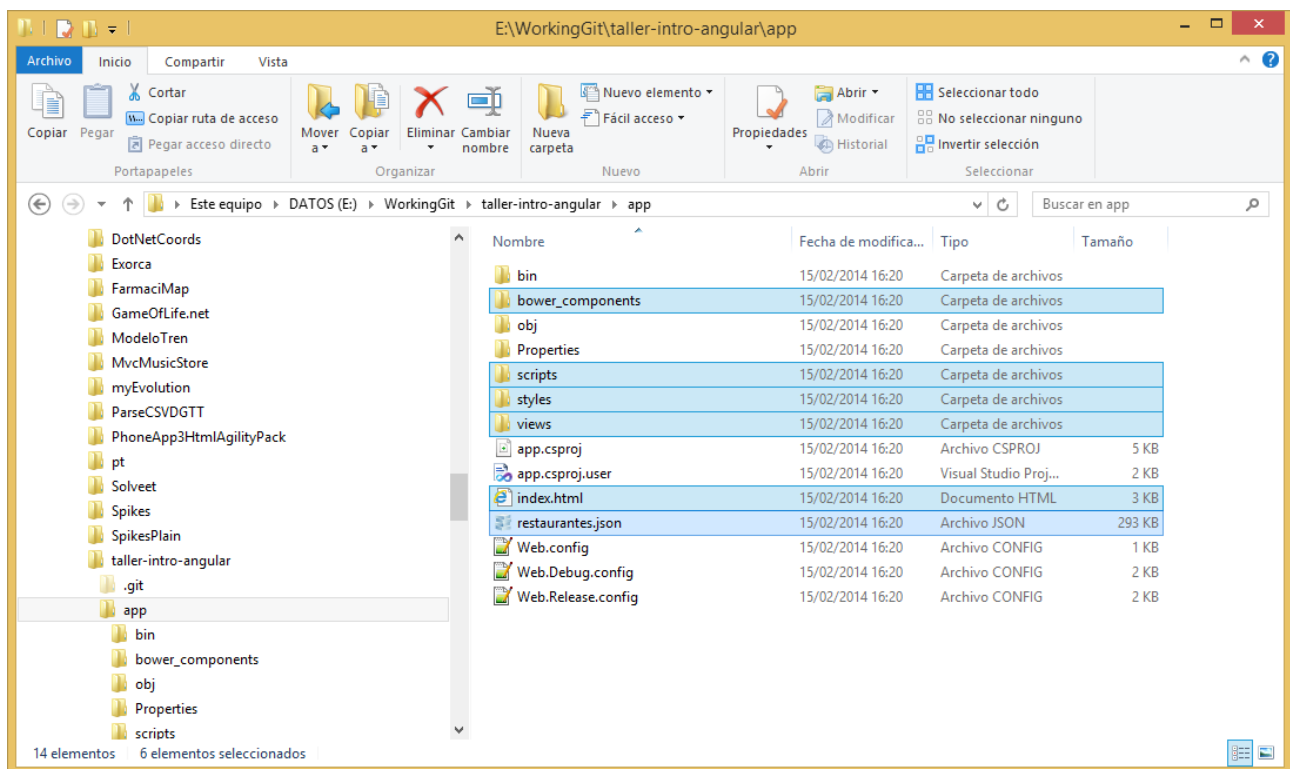 E:\WorkingGit\taller-intro-angular\app
Archivo Inicio Compartir Vista
Copiar
Pegar
Cortar
Copiar ruta de acceso
Pegar acceso directo
Portapapeles
Mover a
Copiar a
Eliminar
Cambiar nombre
Organizar
Nueva carpeta
Nuevo elemento
Fácil acceso
Nuevo
Propiedades
Abrir
Modificar
Historial
Abrir
Seleccionar todo
No seleccionar ninguno
Invertir selección
Seleccionar
Este equipo DATOS (E:) WorkingGit taller-intro-angular app
Buscar en app
DotNetCoords
Exorca
FarmaciMap
GameOfLife.net
ModeloTren
MvcMusicStore
myEvolution
ParseCSVDGTT
PhoneApp3HtmlAgilityPack
pt
Solveet
Spikes
SpikesPlain
taller-intro-angular
.git
app
bin
bower_components
obj
Properties
scripts
Nombre Fecha de modifica... Tipo Tamaño
bin 15/02/2014 16:20 Carpeta de archivos
bower_components 15/02/2014 16:20 Carpeta de archivos
obj 15/02/2014 16:20 Carpeta de archivos
Properties 15/02/2014 16:20 Carpeta de archivos
scripts 15/02/2014 16:20 Carpeta de archivos
styles 15/02/2014 16:20 Carpeta de archivos
views 15/02/2014 16:20 Carpeta de archivos
app.csproj 15/02/2014 16:20 Archivo CSPROJ 5 KB
app.csproj.user 15/02/2014 16:20 Visual Studio Proj... 2 KB
index.html 15/02/2014 16:20 Documento HTML 3 KB
restaurantes.json 15/02/2014 16:20 Archivo JSON 293 KB
Web.config 15/02/2014 16:20 Archivo CONFIG 1 KB
Web.Debug.config 15/02/2014 16:20 Archivo CONFIG 2 KB
Web.Release.config 15/02/2014 16:20 Archivo CONFIG 2 KB
14 elementos 6 elementos seleccionados